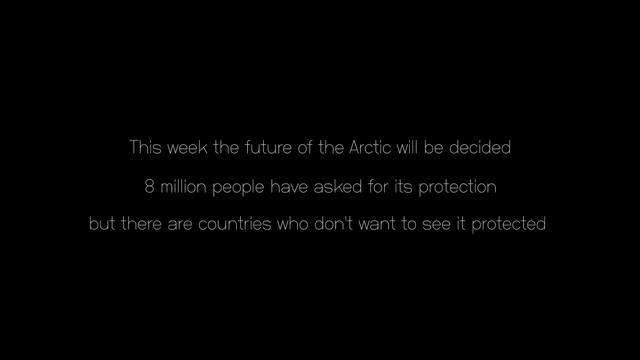 This week the future of the Arctic will be decided
8 million people have asked for its protection
but there are countries who don't want to see it protected